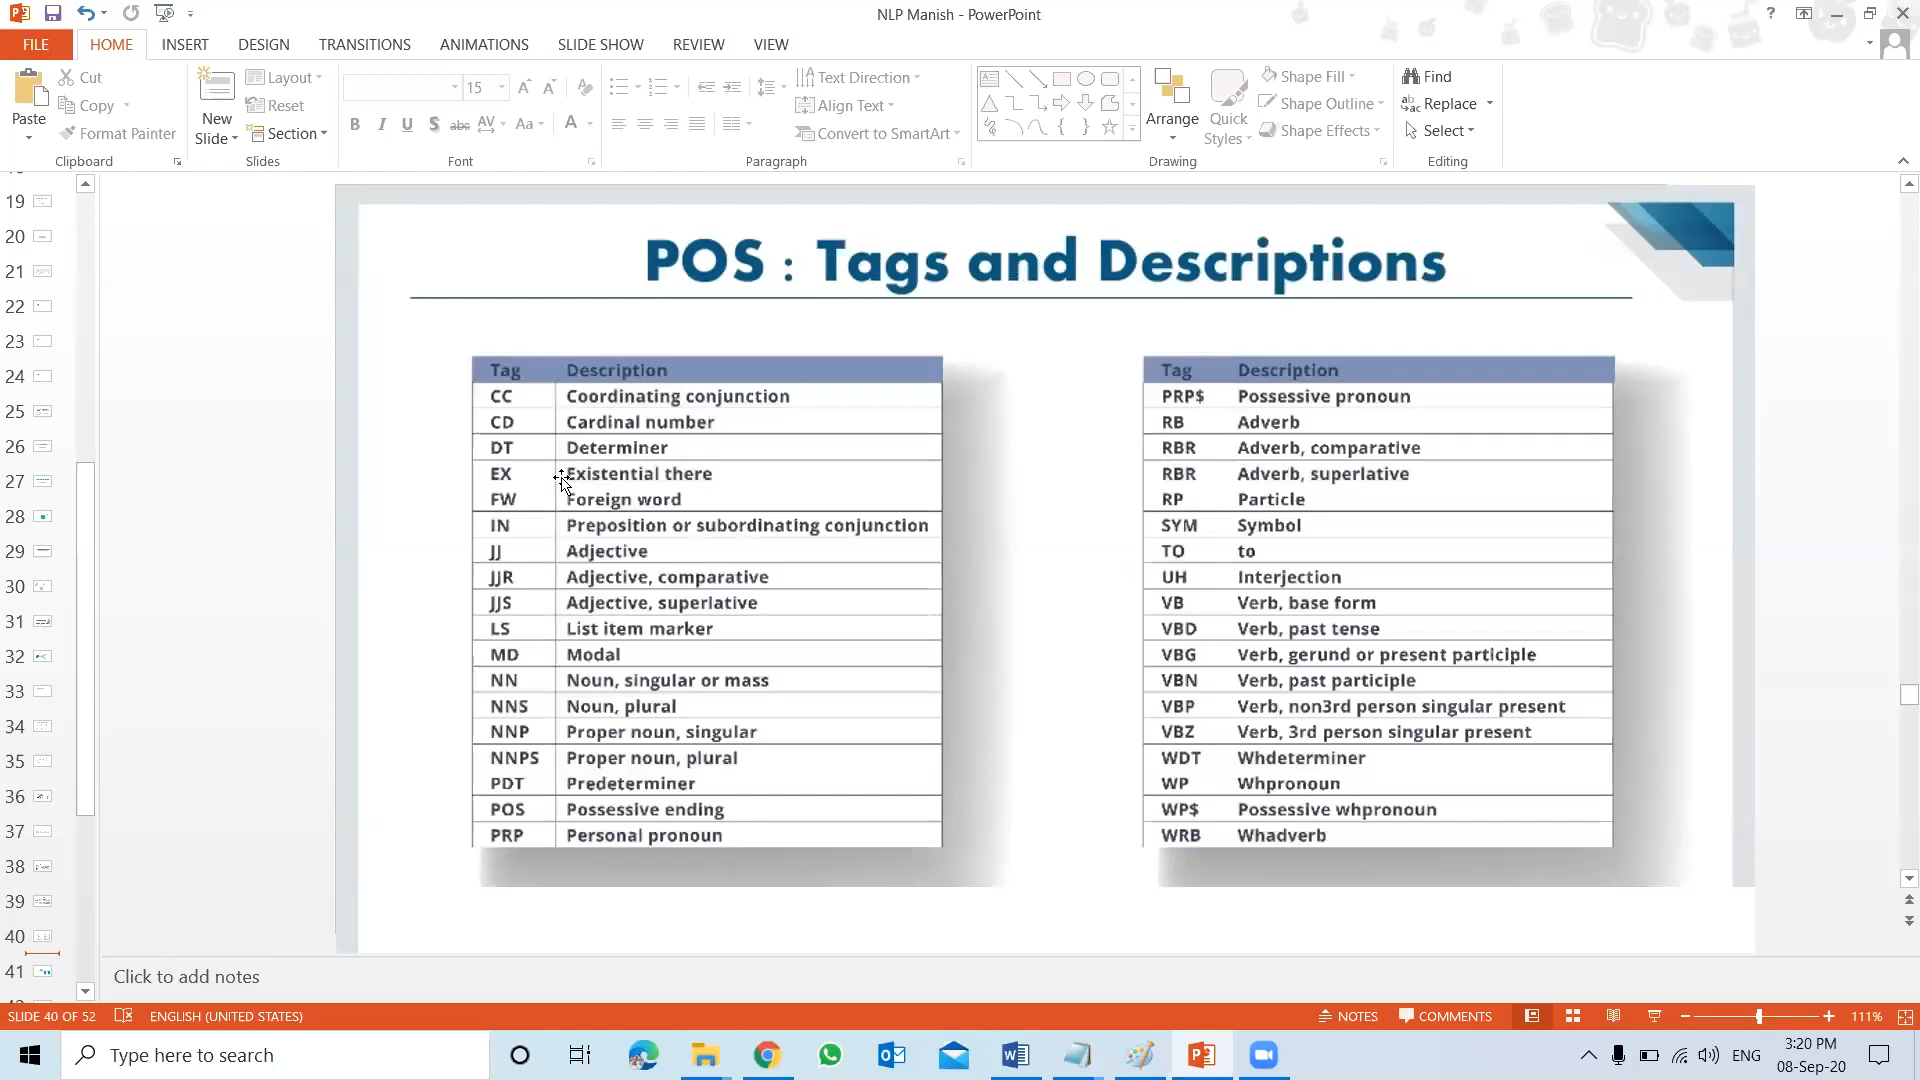 NLP Manish - PowerPoint
FILE HOME INSERT DESIGN TRANSITIONS ANIMATIONS SLIDE SHOW REVIEW VIEW
Paste
Cut
Copy
Format Painter
Clipboard
New
Slide
Layout
Reset
Section
Slides
15
B I U S abc AV Aa A
Font
Text Direction
Align Text
Convert to SmartArt
Paragraph
Arrange
Quick
Styles
Shape Fill
Shape Outline
Shape Effects
Drawing
Find
Replace
Select
Editing
19
20
21
22
23
24
25
26
27
28
29
30
31
32
33
34
35
36
37
38
39
40
41
POS : Tags and Descriptions
Tag Description
CC Coordinating conjunction
CD Cardinal number
DT Determiner
EX Existential there
FW Foreign word
IN Preposition or subordinating conjunction
JJ Adjective
JJR Adjective, comparative
JJS Adjective, superlative
LS List item marker
MD Modal
NN Noun, singular or mass
NNS Noun, plural
NNP Proper noun, singular
NNPS Proper noun, plural
PDT Predeterminer
POS Possessive ending
PRP Personal pronoun
Tag Description
PRP$ Possessive pronoun
RB Adverb
RBR Adverb, comparative
RBR Adverb, superlative
RP Particle
SYM Symbol
TO to
UH Interjection
VB Verb, base form
VBD Verb, past tense
VBG Verb, gerund or present participle
VBN Verb, past participle
VBP Verb, non3rd person singular present
VBZ Verb, 3rd person singular present
WDT Whdeterminer
WP Whpronoun
WP$ Possessive whpronoun
WRB Whadverb
Click to add notes
SLIDE 40 OF 52 ENGLISH (UNITED STATES) NOTES COMMENTS 111%
Type here to search
ENG
3:20 PM
08-Sep-20